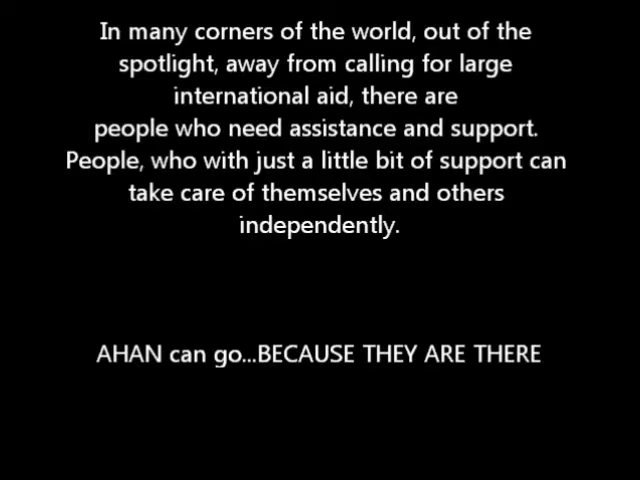 In many corners of the world, out of the
spotlight, away from calling for large
international aid, there are
people who need assistance and support.
People, who with just a little bit of support can
take care of themselves and others
independently.
AHAN can go...BECAUSE THEY ARE THERE